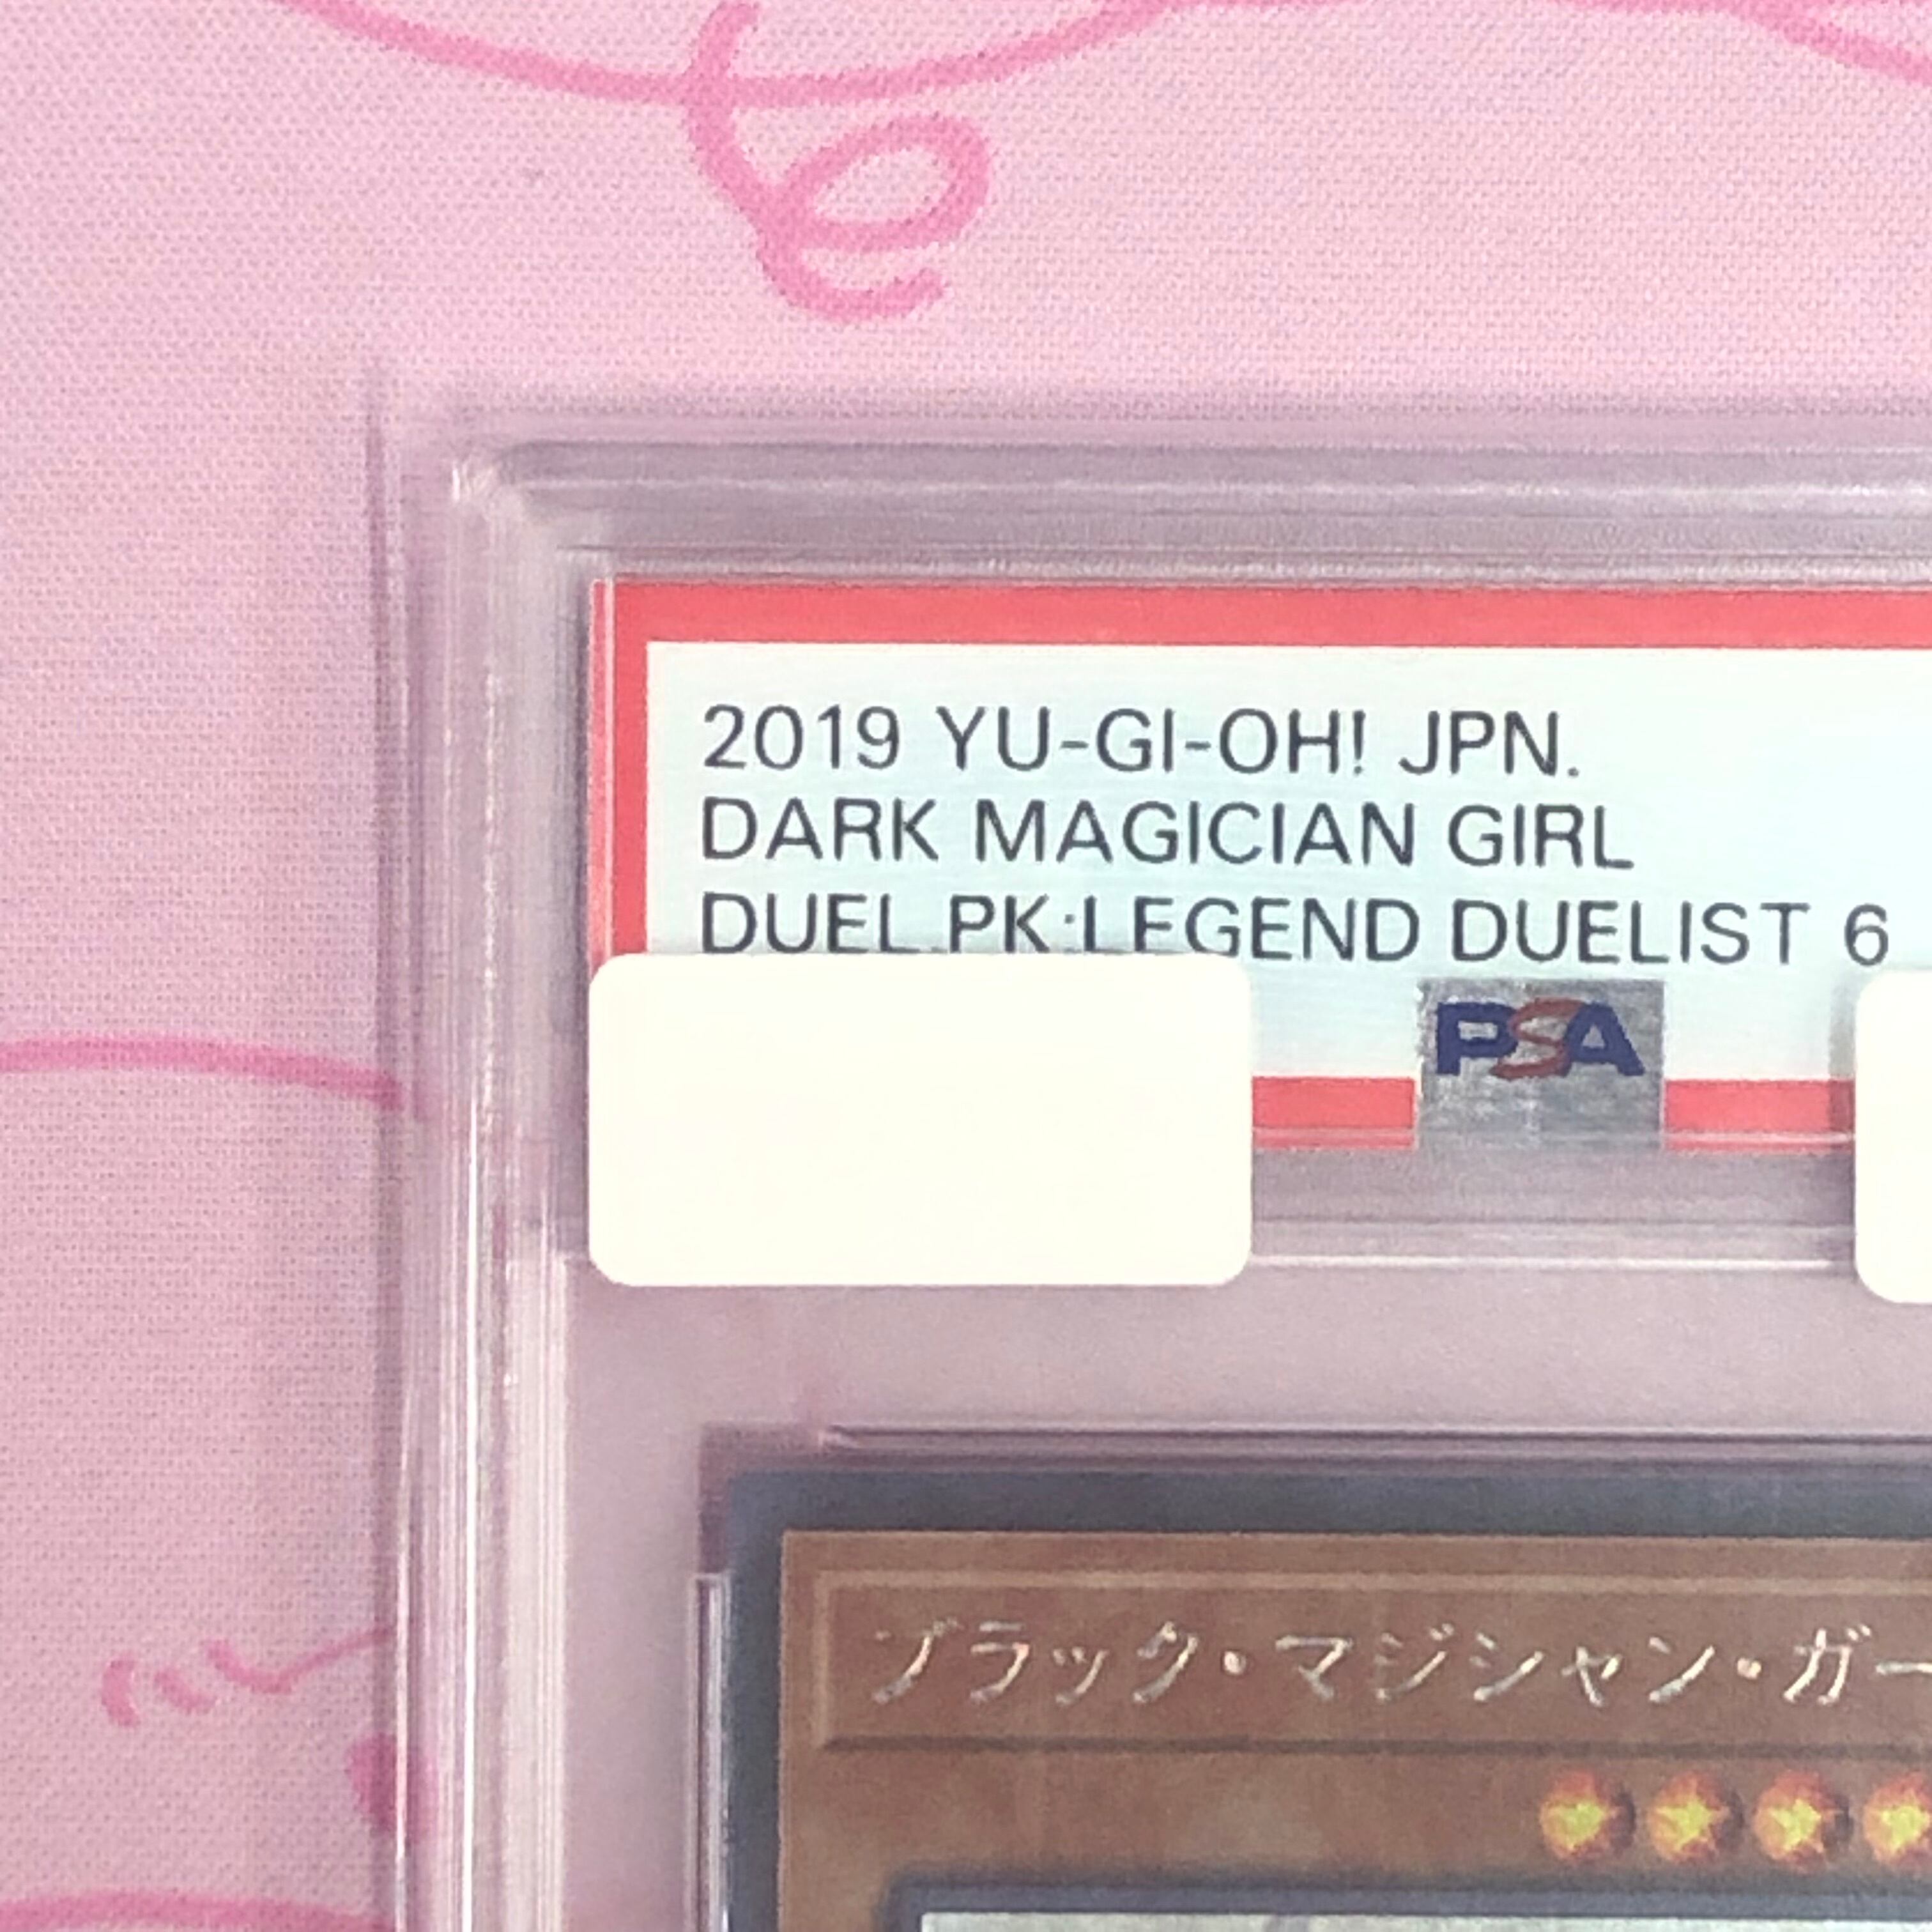 2019 YU-GI-OH! JPN.
DARK MAGICIAN GIRL
DUEL.PK:LEGEND DUELIST 6
PSA
ブラック・マジシャン・ガー